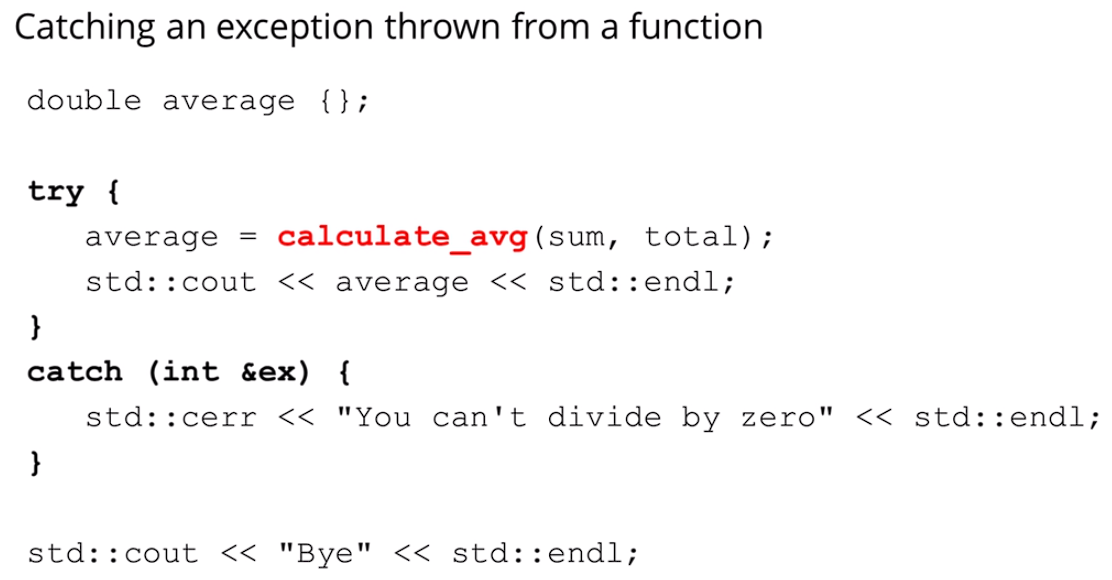 Catching an exception thrown from a function
double average {};
try {
average = calculate_avg(sum, total);
std::cout << average << std::endl;
}
catch (int &ex) {
std::cerr << "You can't divide by zero" << std::endl;
}
std::cout << "Bye" << std::endl;